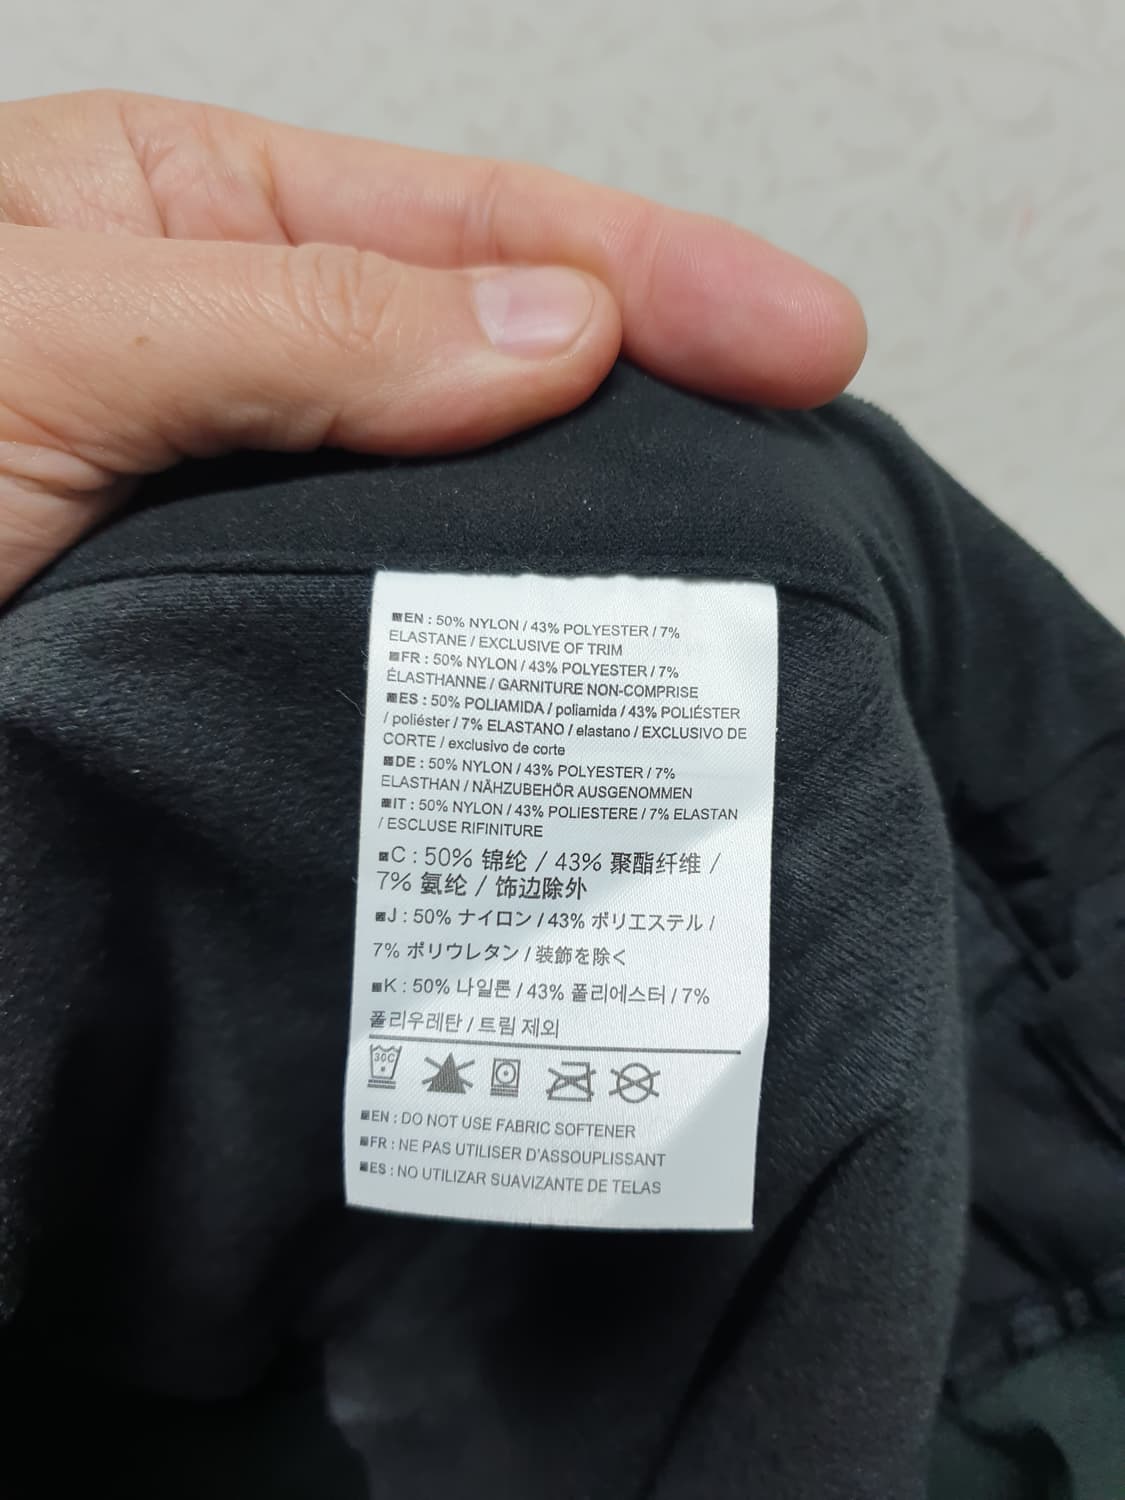 EN : 50% NYLON / 43% POLYESTER / 7%
ELASTANE / EXCLUSIVE OF TRIM
FR : 50% NYLON / 43% POLYESTER / 7%
ÉLASTHANNE / GARNITURE NON-COMPRISE
ES : 50% POLIAMIDA / poliamida / 43% POLIÉSTER
/ poliéster / 7% ELASTANO / elastano / EXCLUSIVO DE
CORTE / exclusivo de corte
DE : 50% NYLON / 43% POLYESTER / 7%
ELASTHAN / NÄHZUBEHÖR AUSGENOMMEN
IT : 50% NYLON / 43% POLIESTERE / 7% ELASTAN
/ ESCLUSE RIFINITURE
C : 50% 锦纶 / 43% 聚酯纤维 /
7% 氨纶 / 饰边除外
J : 50% ナイロン / 43% ポリエステル /
7% ポリウレタン / 装飾を除く
K : 50% 나일론 / 43% 폴리에스터 / 7%
폴리우레탄 / 트림 제외
30C
EN : DO NOT USE FABRIC SOFTENER
FR : NE PAS UTILISER D'ASSOUPLISSANT
ES : NO UTILIZAR SUAVIZANTE DE TELAS